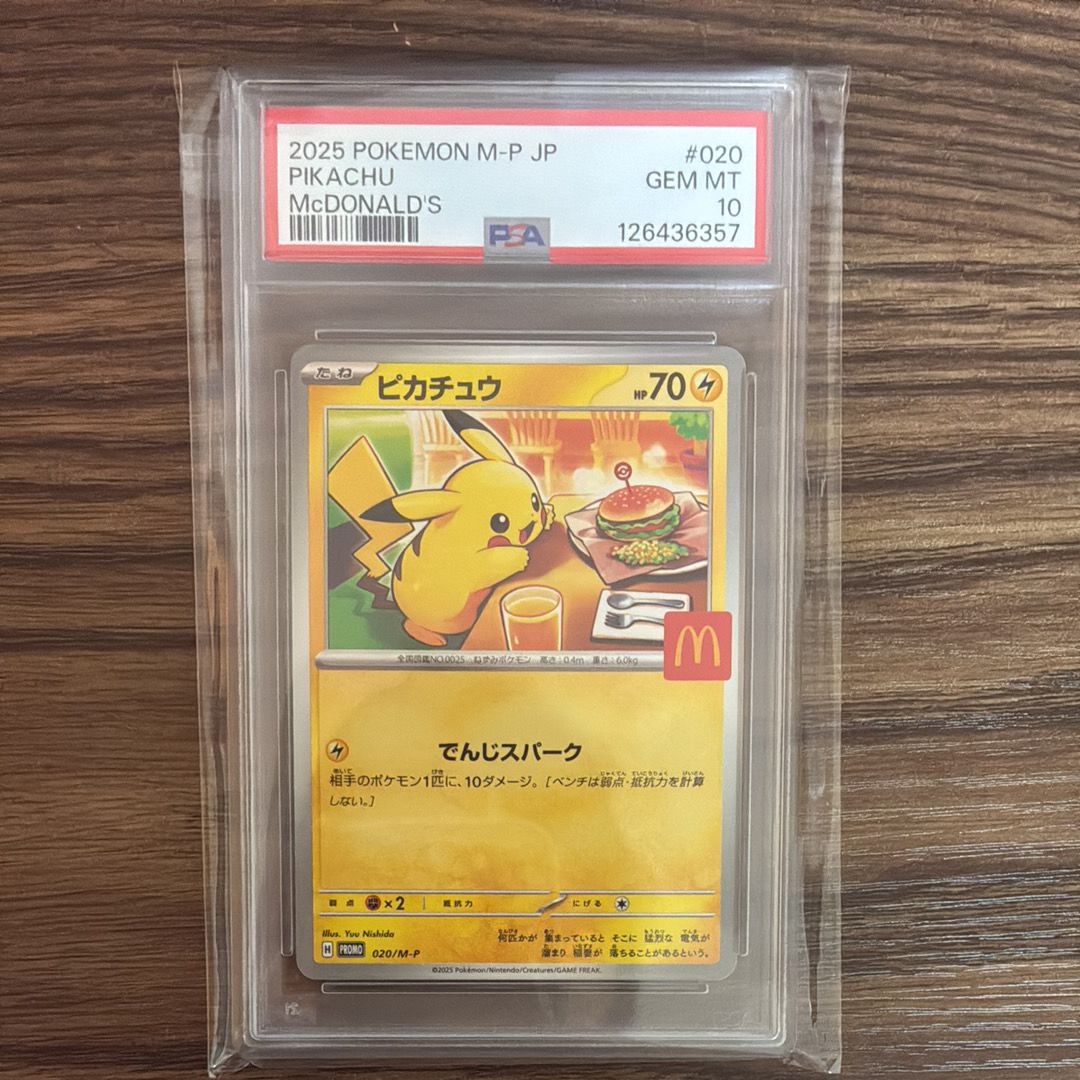 2025 POKEMON M-P JP #020
PIKACHU GEM MT
McDONALD'S 10
PSA 126436357
たね ピカチュウ HP70
M
全国図鑑NO.0025 ねずみポケモン 高さ:0.4m 重さ:6.0kg
でんじスパーク
相手のポケモン1匹に、10ダメージ。[ベンチは弱点・抵抗力を計算
しない。]
弱点 ×2 抵抗力 にげる
Illus. Yuu Nishida
何匹かが 集まっていると そこに 猛烈な 電気が
溜まり 稲妻が 落ちることがあるという。
H PROMO 020/M-P
©2025 Pokémon/Nintendo/Creatures/GAME FREAK.